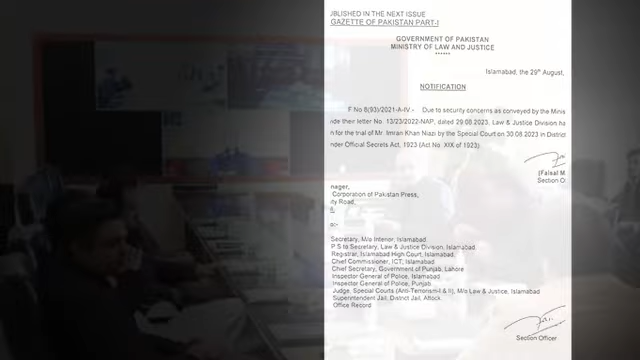 UBLISHED IN THE NEXT ISSUE
GAZETTE OF PAKISTAN PART-I
GOVERNMENT OF PAKISTAN
MINISTRY OF LAW AND JUSTICE
******
Islamabad, the 29th August,
NOTIFICATION
F No 8(93)/2021-A-IV - Due to security concerns as conveyed by the Minis
vide their letter No. 13/23/2022-NAP, dated 29.08.2023, Law & Justice Division ha
n for the trial of Mr. Imran Khan Niazi by the Special Court on 30.08 2023 in District
nder Official Secrets Act, 1923 (Act No. XIX of 1923)
(Faisal M
Section O
nager,
Corporation of Pakistan Press,
ity Road,
Secretary, M/o Interior, Islamabad.
P S to Secretary, Law & Justice Division, Islamabad
Registrar, Islamabad High Court, Islamabad.
Chief Commissioner, ICT, Islamabad
Chief Secretary, Government of Punjab, Lahore
Inspector General of Police, Islamabad
Inspector General of Police, Punjab.
Judge, Special Courts (Anti-Terrorism-I & II), M/o Law & Justice, Islamabad
Superintendent Jail, District Jail, Attock.
Office Record
Section Officer